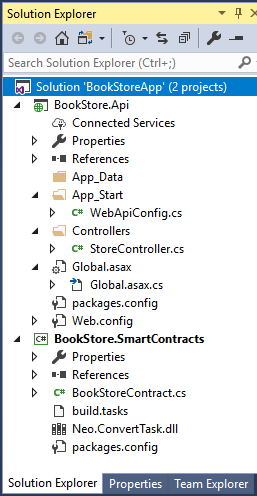 Solution Explorer
Search Solution Explorer (Ctrl+;)
Solution 'BookStoreApp' (2 projects)
BookStore.Api
Connected Services
Properties
References
App_Data
App_Start
C# WebApiConfig.cs
Controllers
C# StoreController.cs
Global.asax
Global.asax.cs
packages.config
Web.config
C# BookStore.SmartContracts
Properties
References
C# BookStoreContract.cs
build.tasks
Neo.ConvertTask.dll
packages.config
Solution Explorer Properties Team Explorer